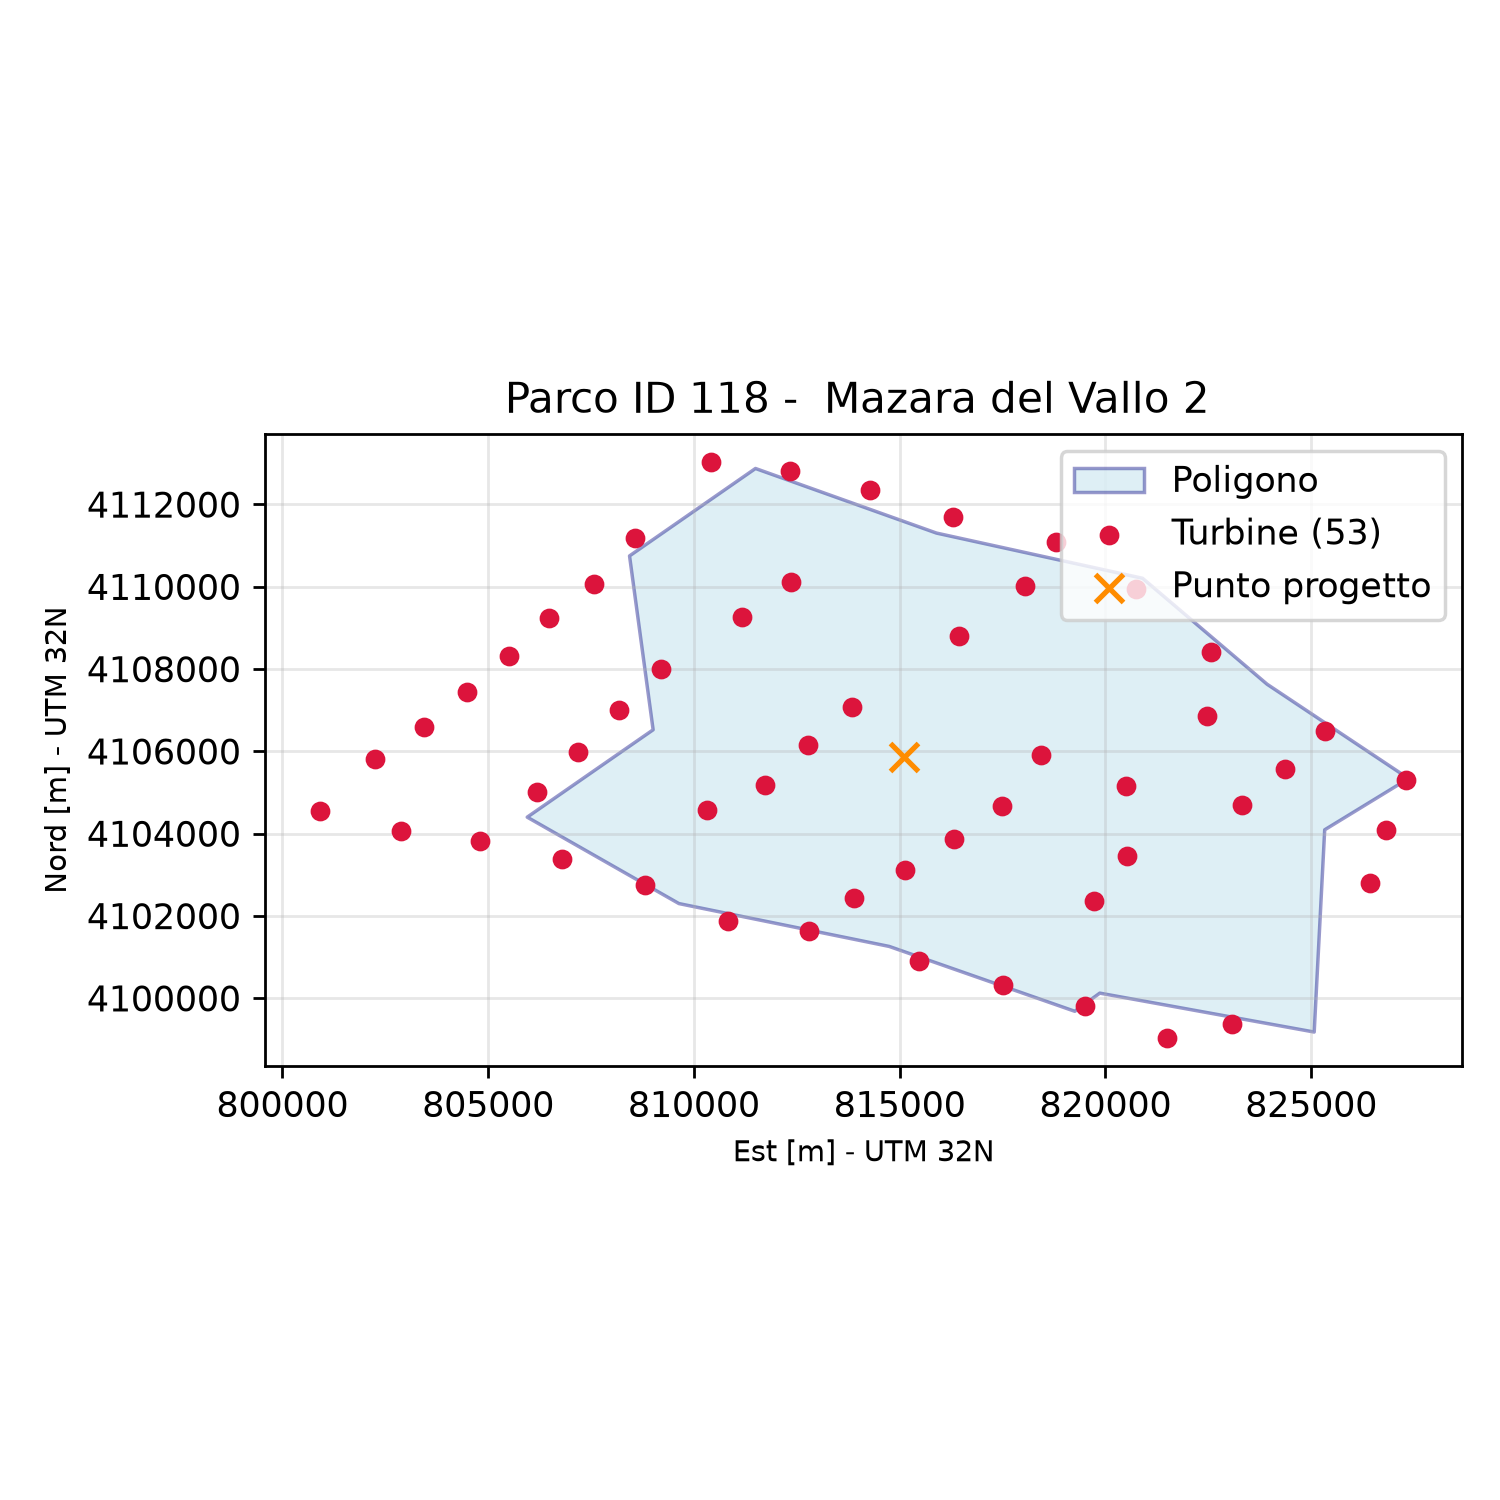 Parco ID 118 -  Mazara del Vallo 2
Poligono
Turbine (53)
Punto progetto
4112000
4110000
4108000
4106000
4104000
4102000
4100000
Nord [m] - UTM 32N
800000 805000 810000 815000 820000 825000
Est [m] - UTM 32N